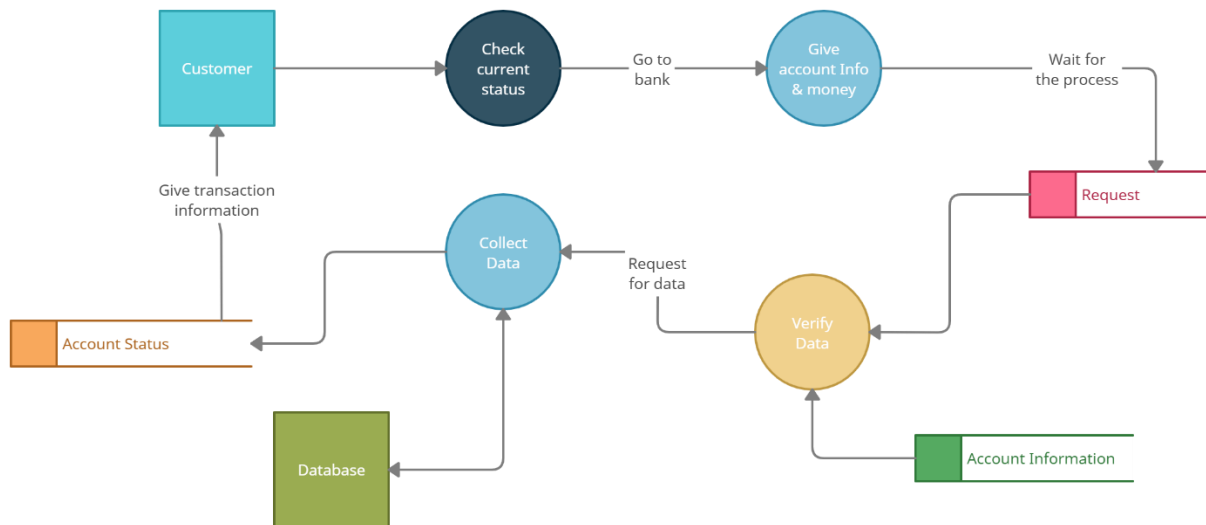 Customer
Check
current
status
Go to
bank
Give
account Info
& money
Wait for
the process
Give transaction
information
Collect
Data
Request
for data
Request
Verify
Data
Account Status
Database
Account Information